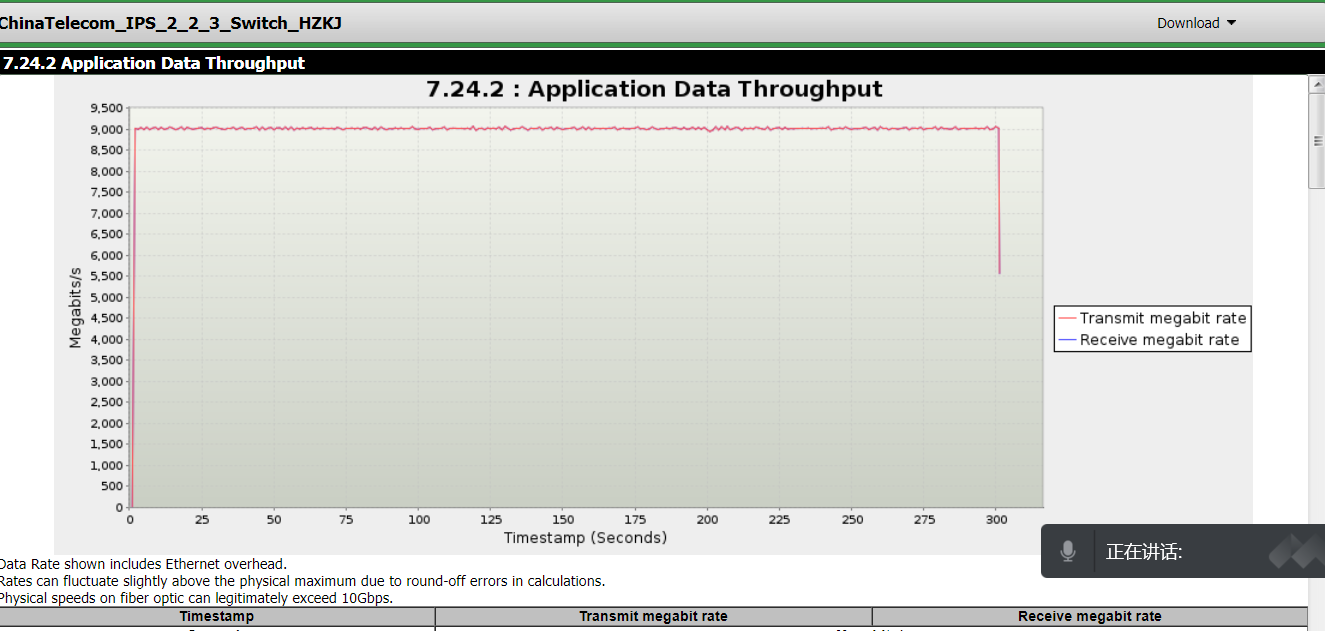 ChinaTelecom_IPS_2_2_3_Switch_HZKJ
Download
7.24.2 Application Data Throughput
7.24.2 : Application Data Throughput
9,500
9,000
8,500
8,000
7,500
7,000
6,500
6,000
5,500
5,000
4,500
4,000
3,500
3,000
2,500
2,000
1,500
1,000
500
0
Megabits/s
0 25 50 75 100 125 150 175 200 225 250 275 300
Timestamp (Seconds)
Transmit megabit rate
Receive megabit rate
正在讲话:
Data Rate shown includes Ethernet overhead.
Rates can fluctuate slightly above the physical maximum due to round-off errors in calculations.
Physical speeds on fiber optic can legitimately exceed 10Gbps.
Timestamp Transmit megabit rate Receive megabit rate